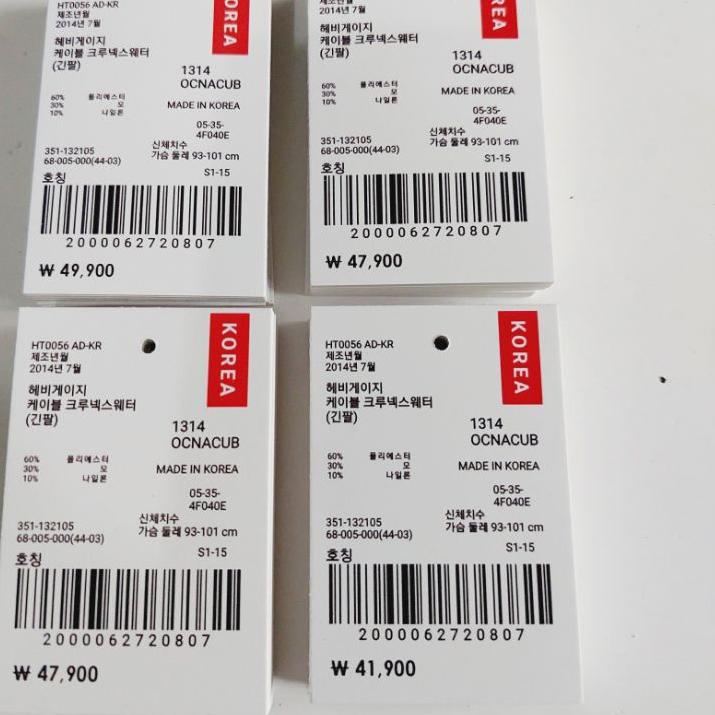 HT0056 AD-KR
제조년월
2014년 7월
KOREA
헤비게이지
케이블 크루넥스웨터
(긴팔)
1314
OCNACUB
60% 폴리에스터
30% 모
10% 나일론
MADE IN KOREA
05-35-
4F040E
351-132105
68-005-000(44-03)
신체치수
가슴 둘레 93-101 cm
S1-15
호칭
2000062720807
₩ 49,900
제조년월
2014년 7월
KOREA
헤비게이지
케이블 크루넥스웨터
(긴팔)
1314
OCNACUB
60% 폴리에스터
30% 모
10% 나일론
MADE IN KOREA
05-35-
4F040E
351-132105
68-005-000(44-03)
신체치수
가슴 둘레 93-101 cm
S1-15
호칭
2000062720807
₩ 47,900
HT0056 AD-KR
제조년월
2014년 7월
KOREA
헤비게이지
케이블 크루넥스웨터
(긴팔)
1314
OCNACUB
60% 폴리에스터
30% 모
10% 나일론
MADE IN KOREA
05-35-
4F040E
351-132105
68-005-000(44-03)
신체치수
가슴 둘레 93-101 cm
S1-15
호칭
2000062720807
₩ 47,900
HT0056 AD-KR
제조년월
2014년 7월
KOREA
헤비게이지
케이블 크루넥스웨터
(긴팔)
1314
OCNACUB
60% 폴리에스터
30% 모
10% 나일론
MADE IN KOREA
05-35-
4F040E
351-132105
68-005-000(44-03)
신체치수
가슴 둘레 93-101 cm
S1-15
호칭
2000062720807
₩ 41,900